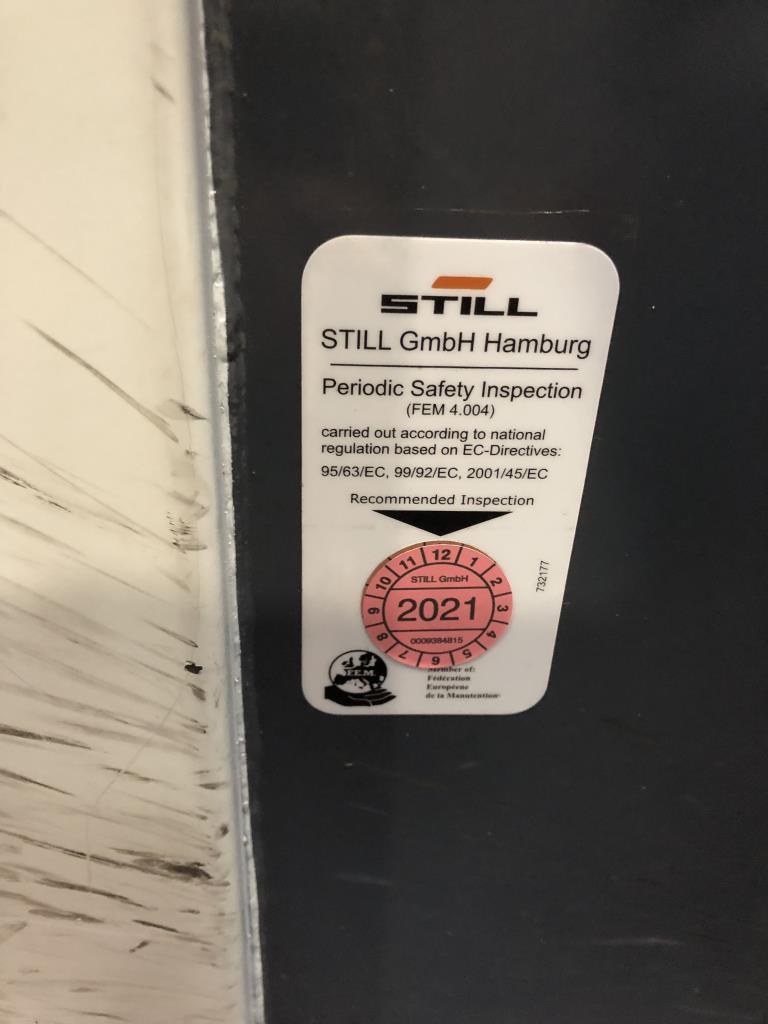 STILL
STILL GmbH Hamburg
Periodic Safety Inspection
(FEM 4.004)
carried out according to national
regulation based on EC-Directives:
95/63/EC, 99/92/EC, 2001/45/EC
Recommended Inspection
12
1
2
3
4
5
6
7
8
9
10
11
STILL GmbH
2021
0009384815
732177
F.E.M.
Member of:
Fédération
Européene
de la Manutention